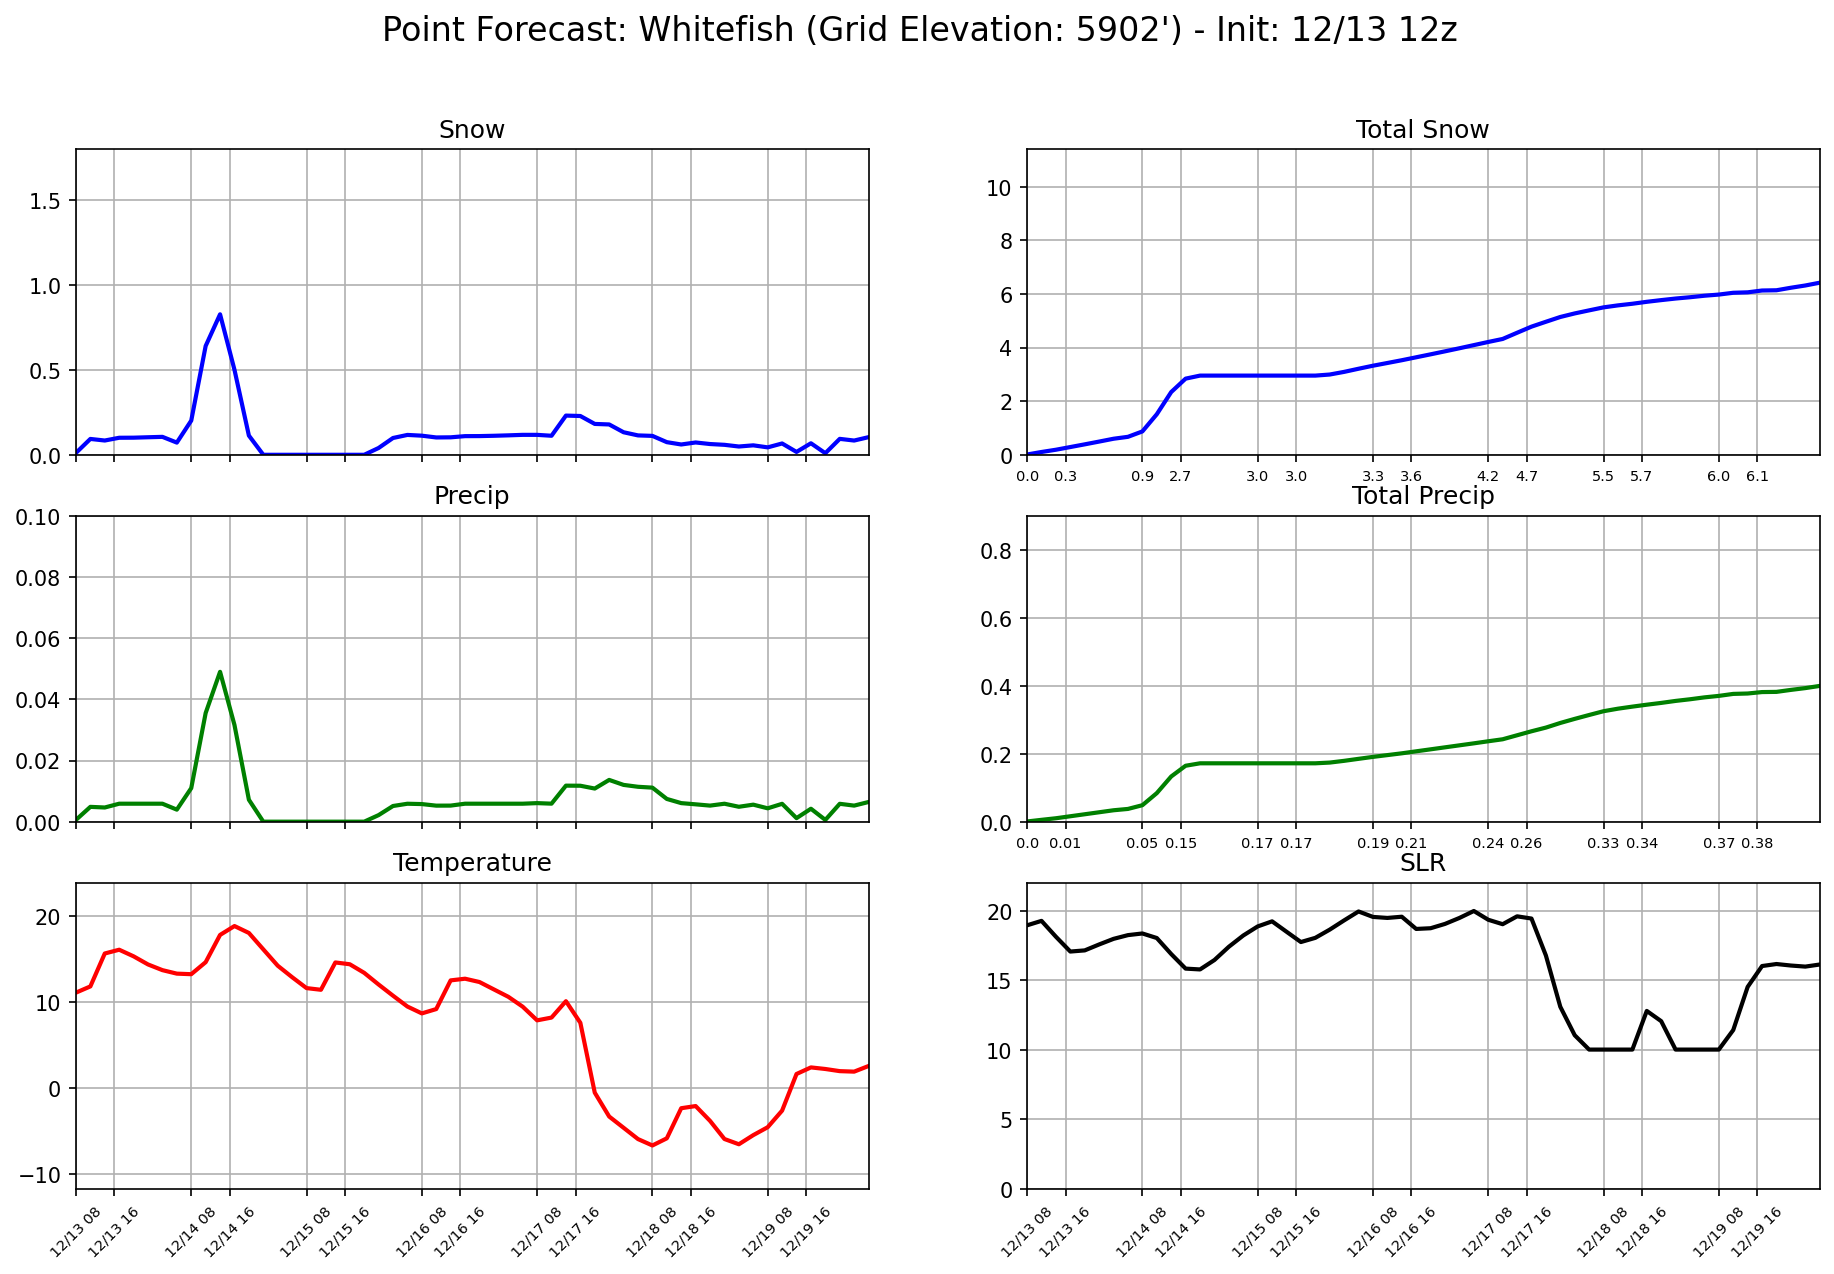 Point Forecast: Whitefish (Grid Elevation: 5902') - Init: 12/13 12z
Snow
1.5
1.0
0.5
0.0
Total Snow
10
8
6
4
2
0
0.0 0.3 0.9 2.7 3.0 3.0 3.3 3.6 4.2 4.7 5.5 5.7 6.0 6.1
Precip
0.10
0.08
0.06
0.04
0.02
0.00
Total Precip
0.8
0.6
0.4
0.2
0.0
0.0 0.01 0.05 0.15 0.17 0.17 0.19 0.21 0.24 0.26 0.33 0.34 0.37 0.38
Temperature
20
10
0
−10
12/13 08 12/13 16 12/14 08 12/14 16 12/15 08 12/15 16 12/16 08 12/16 16 12/17 08 12/17 16 12/18 08 12/18 16 12/19 08 12/19 16
SLR
20
15
10
5
0
12/13 08 12/13 16 12/14 08 12/14 16 12/15 08 12/15 16 12/16 08 12/16 16 12/17 08 12/17 16 12/18 08 12/18 16 12/19 08 12/19 16